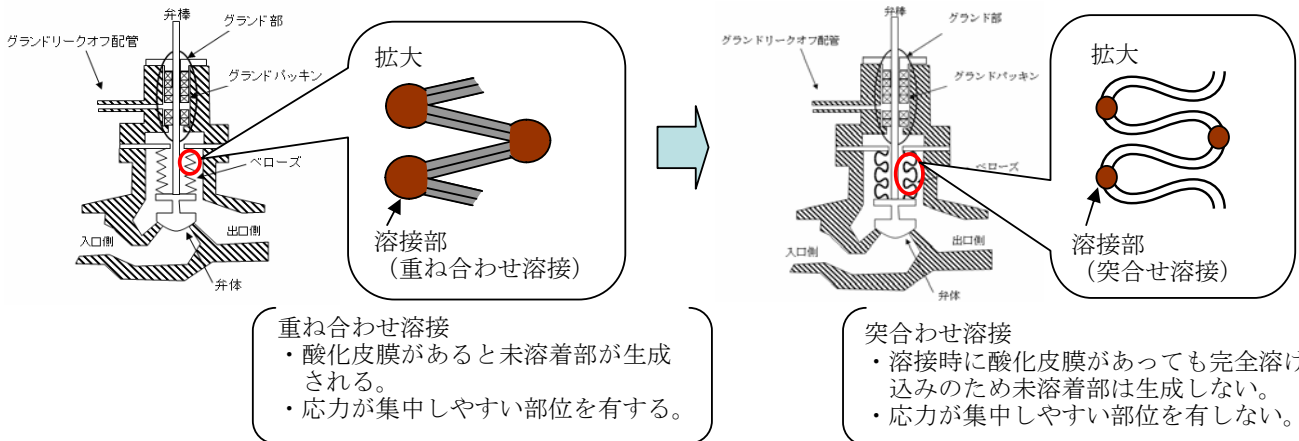 弁棒
グランド部
グランドリークオフ配管
グランドパッキン
ベローズ
入口側
出口側
弁体
拡大
溶接部
（重ね合わせ溶接）
重ね合わせ溶接
・酸化皮膜があると未溶着部が生成
される。
・応力が集中しやすい部位を有する。
弁棒
グランド部
グランドリークオフ配管
グランドパッキン
ベローズ
入口側
出口側
弁体
拡大
溶接部
（突合せ溶接）
突合わせ溶接
・溶接時に酸化皮膜があっても完全溶け
込みのため未溶着部は生成しない。
・応力が集中しやすい部位を有しない。